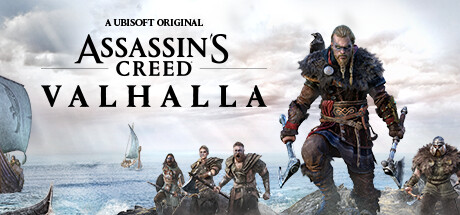 A UBISOFT ORIGINAL
ASSASSIN'S
CREED
VALHALLA